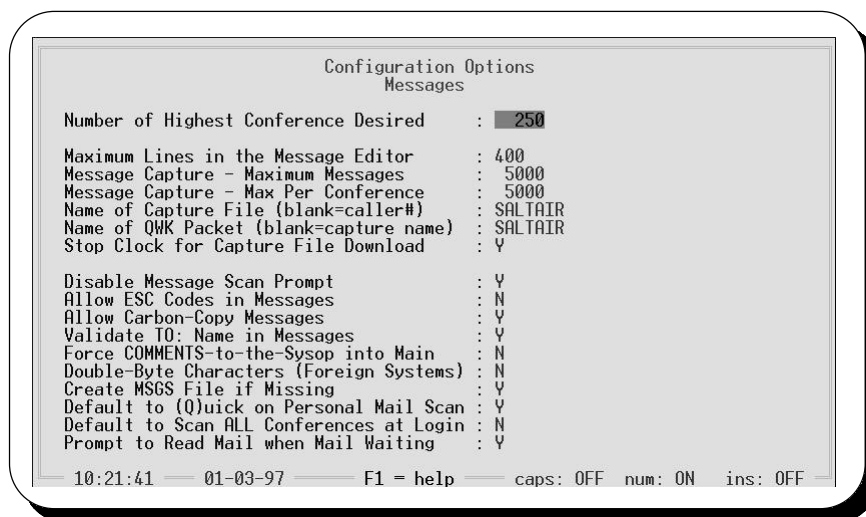 Configuration Options
Messages
Number of Highest Conference Desired : 250
Maximum Lines in the Message Editor : 400
Message Capture - Maximum Messages : 5000
Message Capture - Max Per Conference : 5000
Name of Capture File (blank=caller#) : SALTAIR
Name of QWK Packet (blank=capture name) : SALTAIR
Stop Clock for Capture File Download : Y
Disable Message Scan Prompt : Y
Allow ESC Codes in Messages : N
Allow Carbon-Copy Messages : Y
Validate TO: Name in Messages : Y
Force COMMENTS-to-the-Sysop into Main : N
Double-Byte Characters (Foreign Systems) : N
Create MSGS File if Missing : Y
Default to (Q)uick on Personal Mail Scan : Y
Default to Scan ALL Conferences at Login : N
Prompt to Read Mail when Mail Waiting : Y
10:21:41 01-03-97 F1 = help caps: OFF num: ON ins: OFF